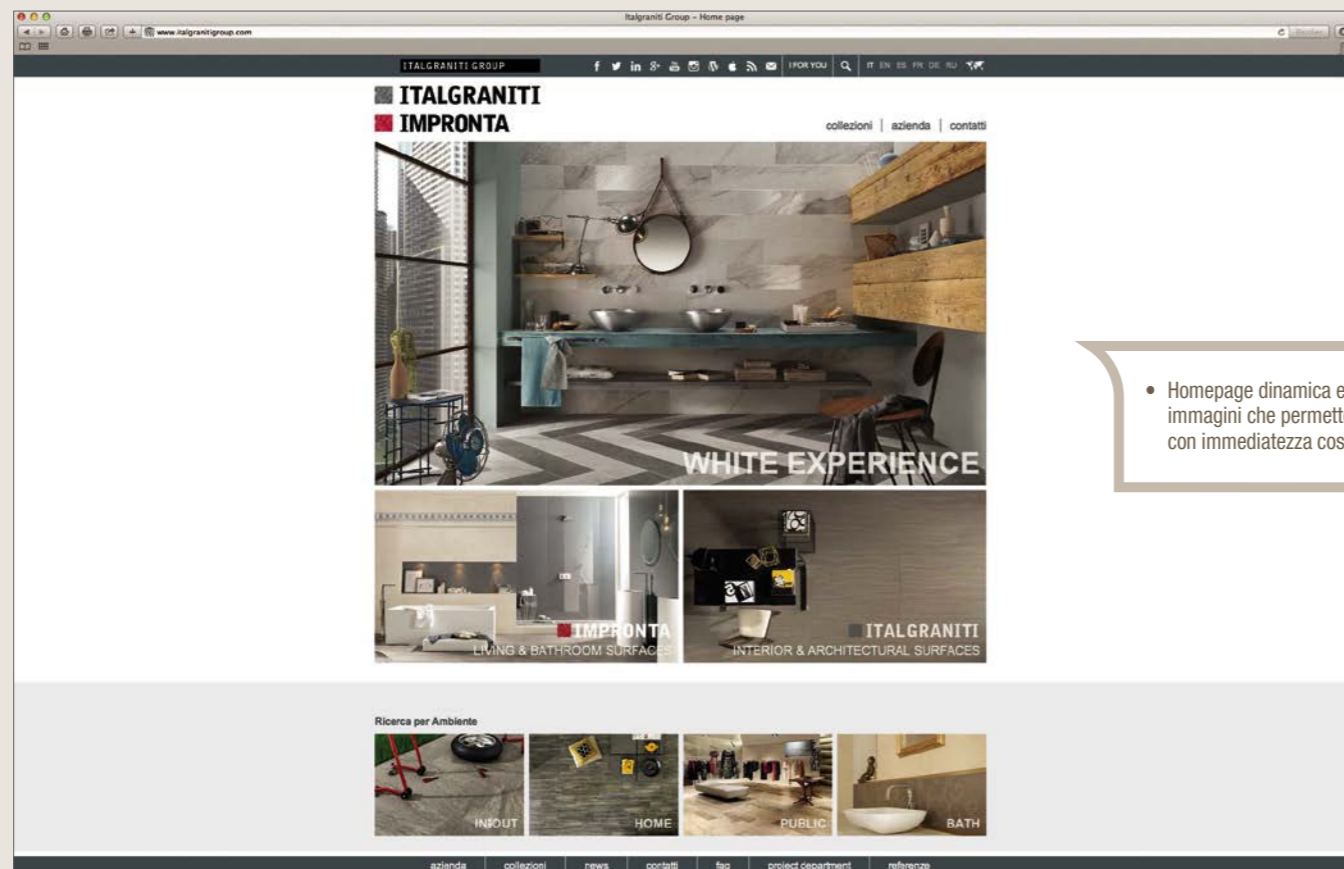 Italgraniti Group – Home page
www.italgranitigroup.com
ITALGRANITI GROUP
I FOR YOU
IT EN ES FR DE RU
ITALGRANITI
IMPRONTA
collezioni | azienda | contatti
WHITE EXPERIENCE
IMPRONTA
LIVING & BATHROOM SURFACES
ITALGRANITI
INTERIOR & ARCHITECTURAL SURFACES
• Homepage dinamica e
immagini che permett
con immediatezza cos
Ricerca per Ambiente
IN|OUT
HOME
PUBLIC
BATH
azienda | collezioni | news | contatti | faq | project department | referenze